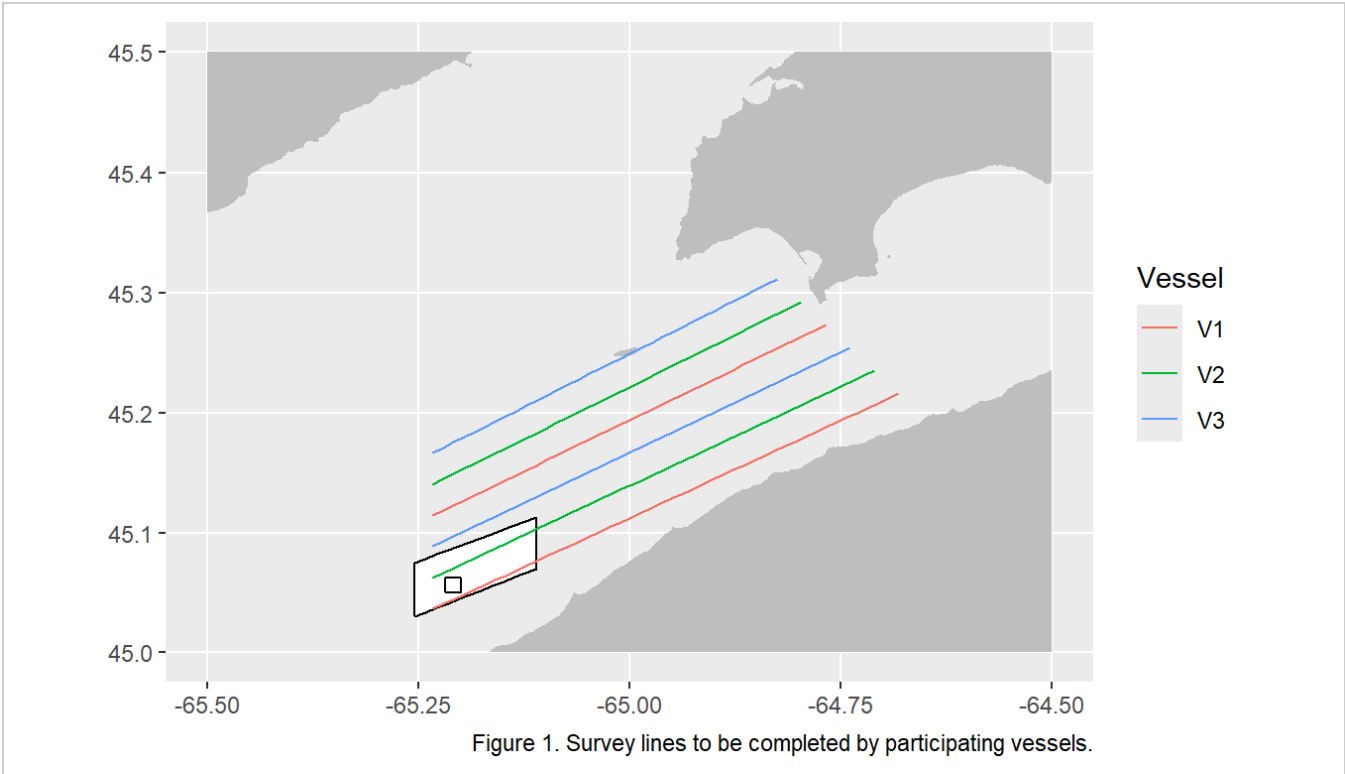 45.5
45.4
45.3
45.2
45.1
45.0
-65.50 -65.25 -65.00 -64.75 -64.50
Vessel
V1
V2
V3
Figure 1. Survey lines to be completed by participating vessels.